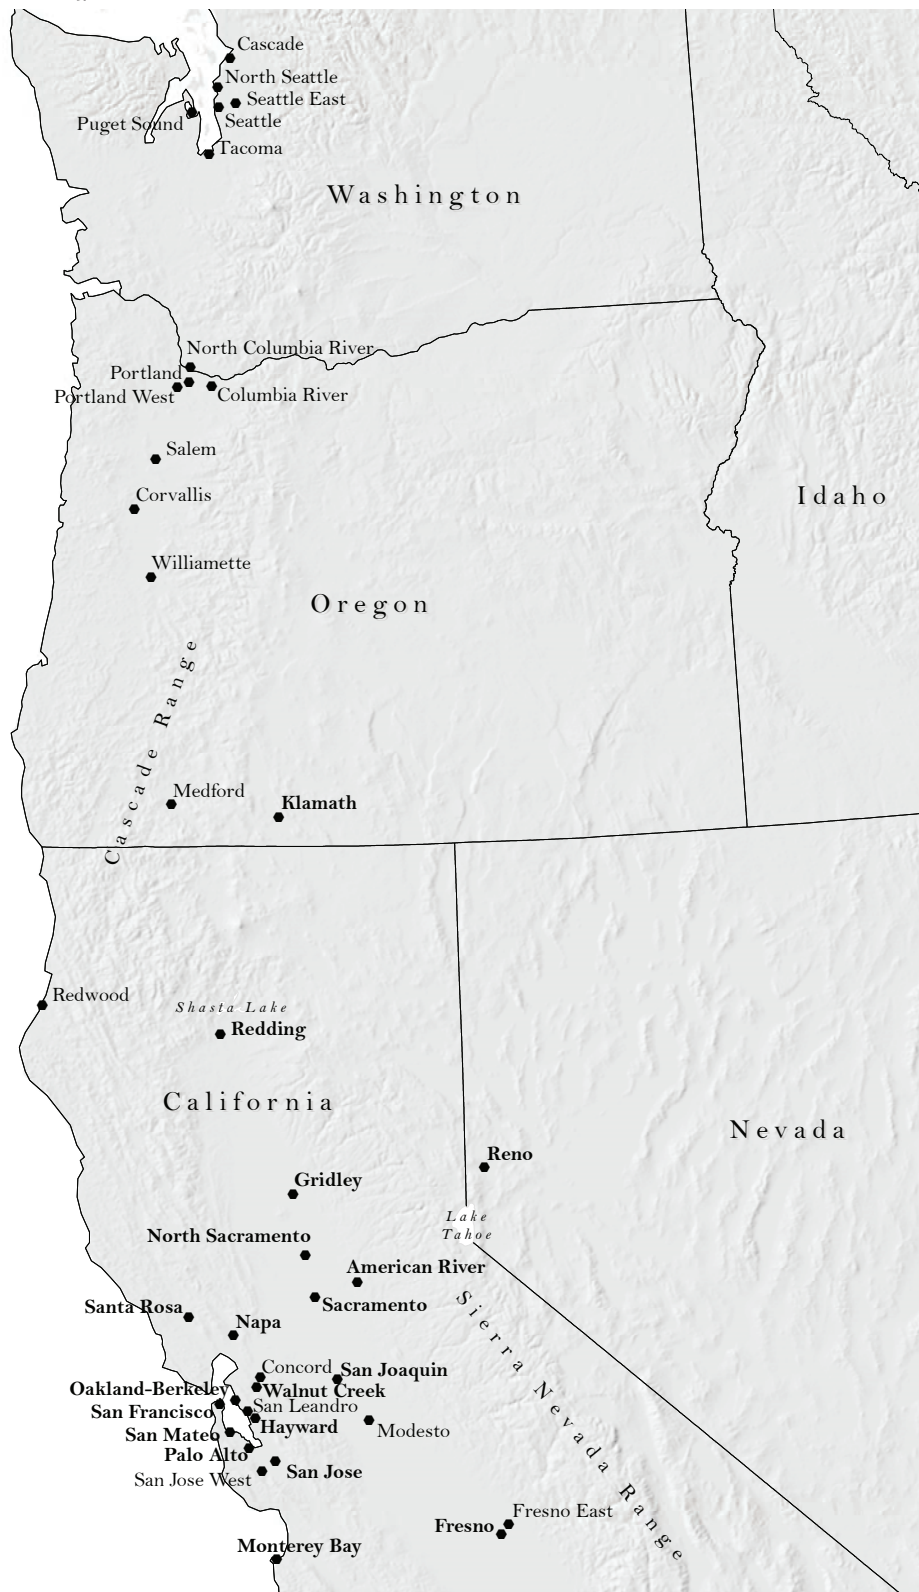 Cascade
North Seattle
Seattle East
Puget Sound
Seattle
Tacoma
Washington
North Columbia River
Portland
Portland West
Columbia River
Salem
Corvallis
Idaho
Williamette
Oregon
Cascade Range
Medford
Klamath
Redwood
Shasta Lake
Redding
California
Nevada
Reno
Gridley
Lake
Tahoe
North Sacramento
American River
Sacramento
Santa Rosa
Napa
Sierra Nevada Range
Concord
San Joaquin
Oakland-Berkeley
Walnut Creek
San Francisco
San Leandro
Hayward
Modesto
San Mateo
Palo Alto
San Jose
San Jose West
Fresno East
Fresno
Monterey Bay